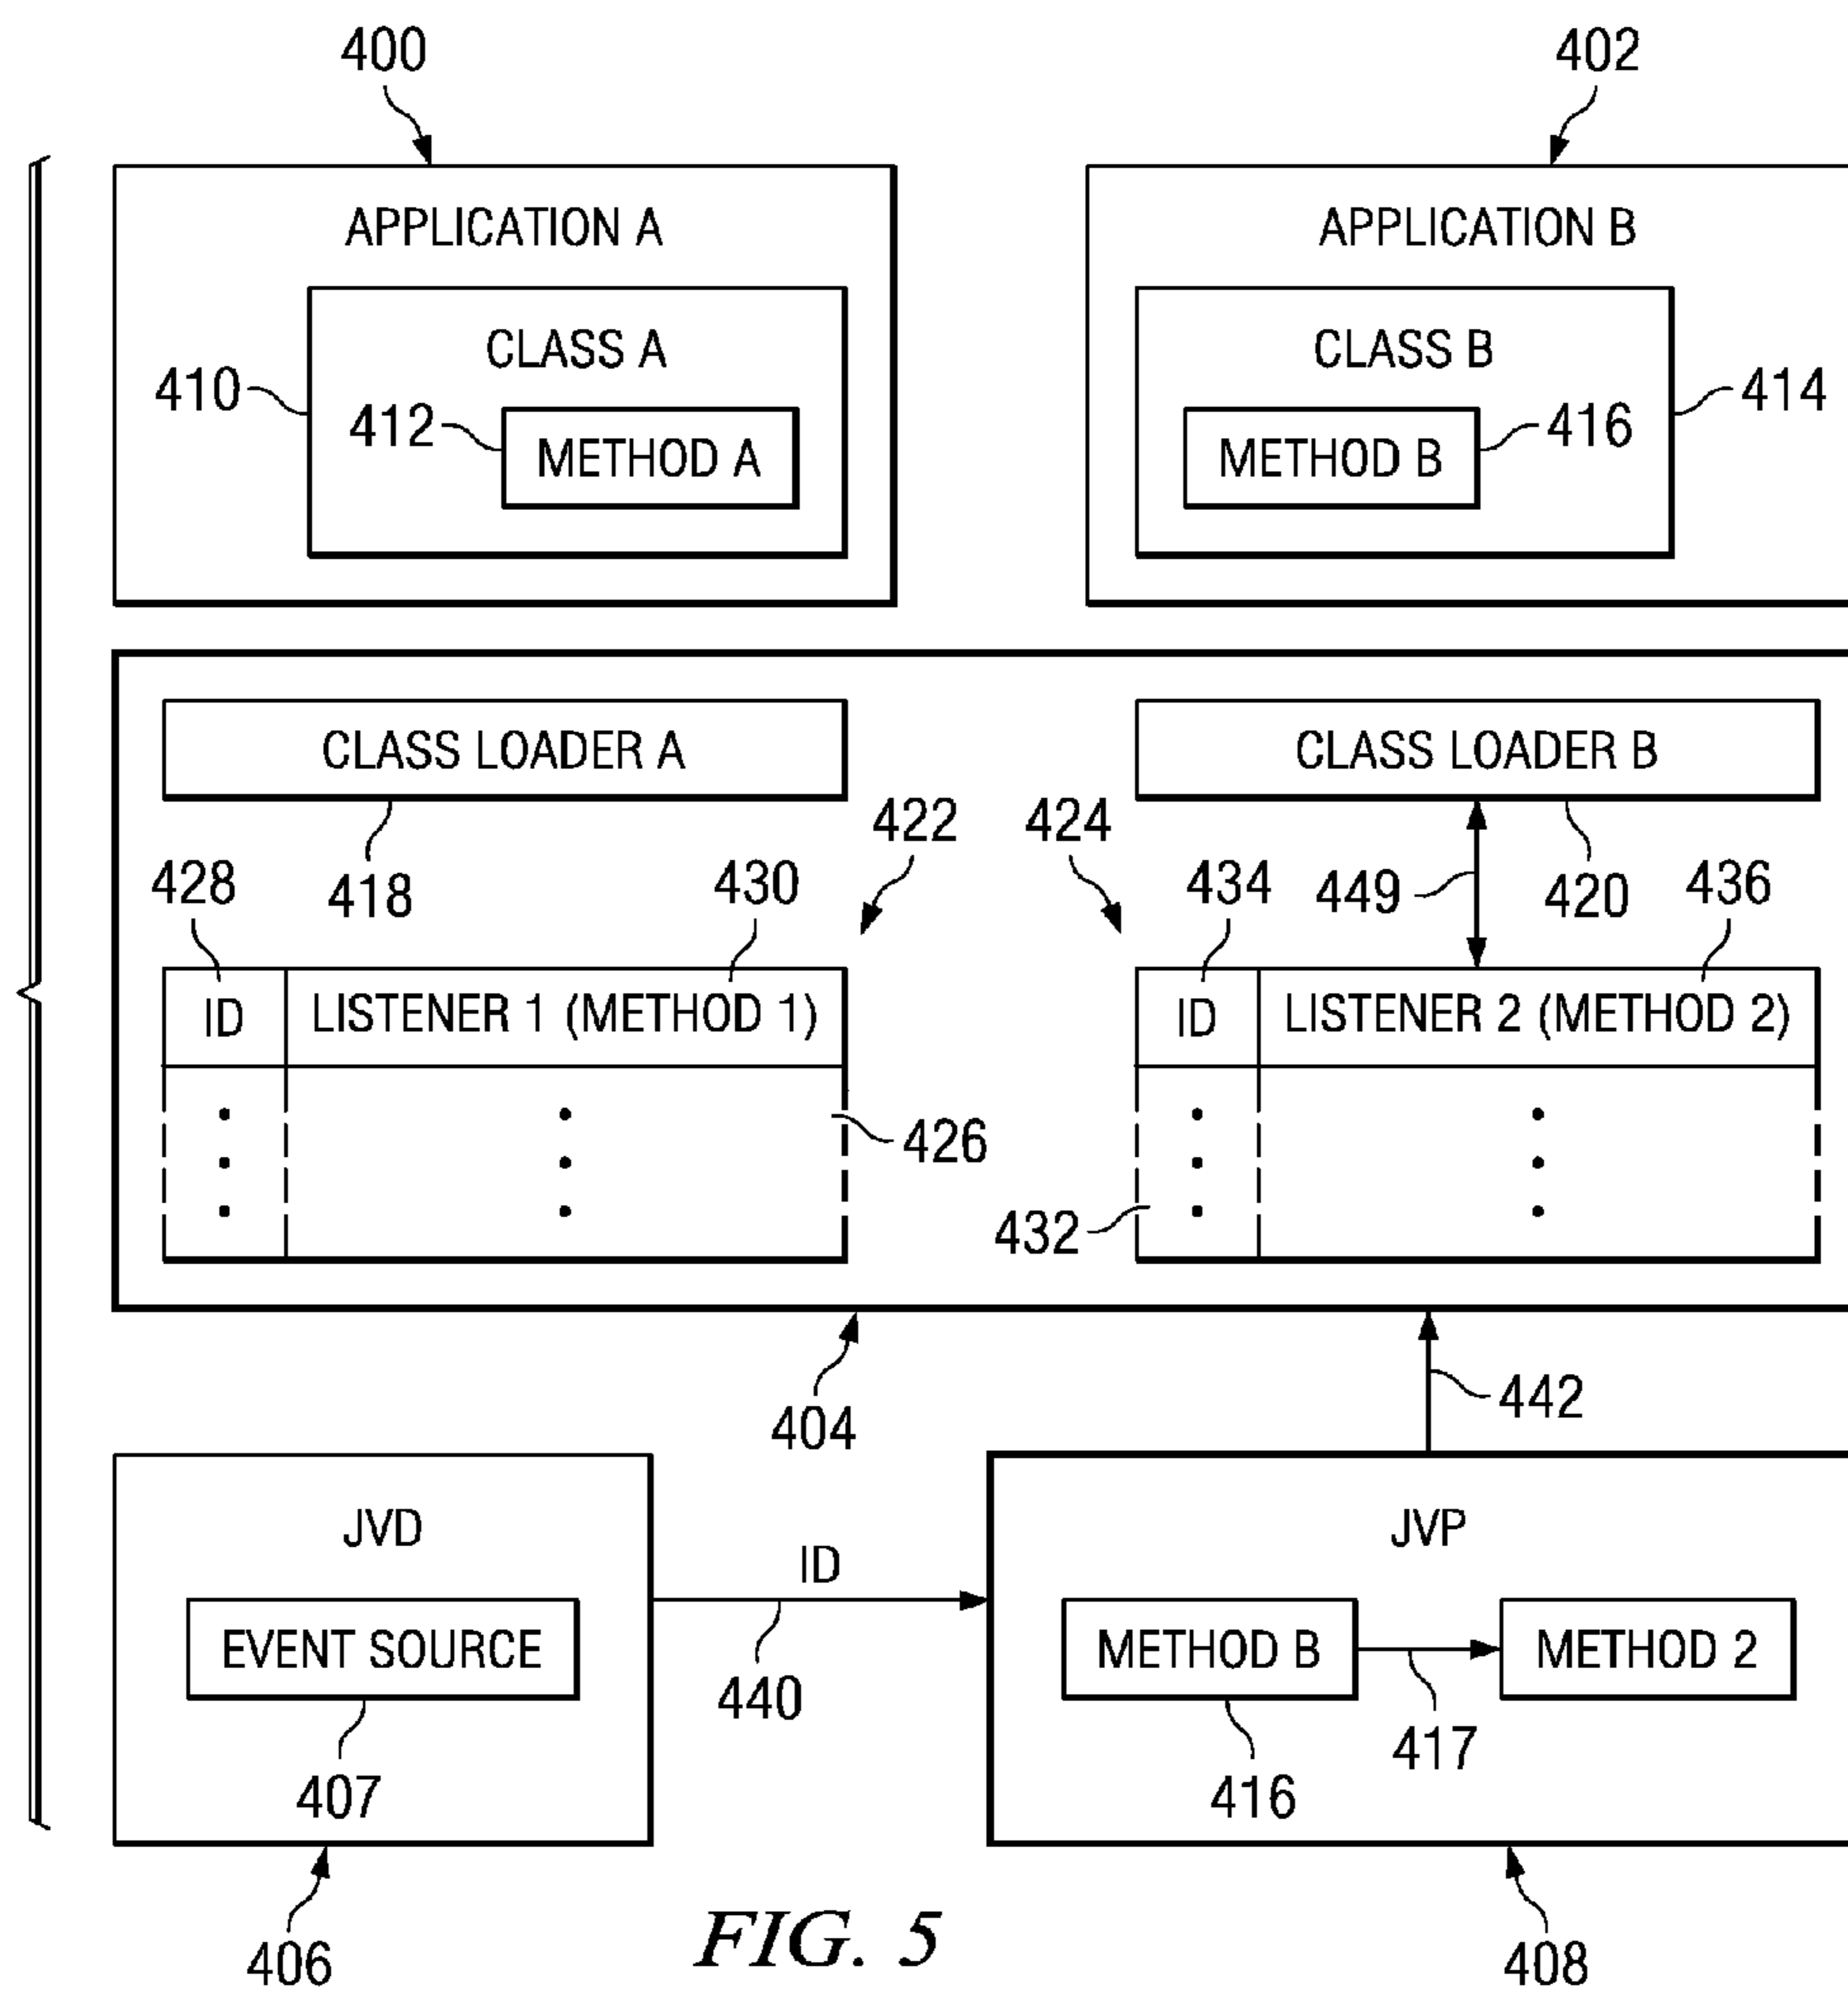 400
402
APPLICATION A
APPLICATION B
CLASS A
CLASS B
410
414
412
416
METHOD A
METHOD B
CLASS LOADER A
CLASS LOADER B
422
424
428
418
430
434
449
420
436
ID
LISTENER 1 (METHOD 1)
ID
LISTENER 2 (METHOD 2)
426
432
404
442
JVD
JVP
ID
EVENT SOURCE
METHOD B
METHOD 2
440
417
407
416
406
FIG. 5
408